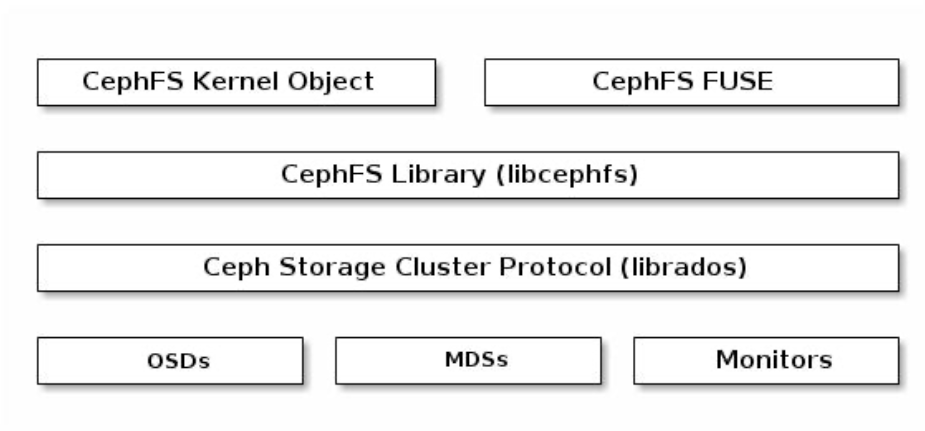 CephFS Kernel Object
CephFS FUSE
CephFS Library (libcephfs)
Ceph Storage Cluster Protocol (librados)
OSDs
MDSs
Monitors